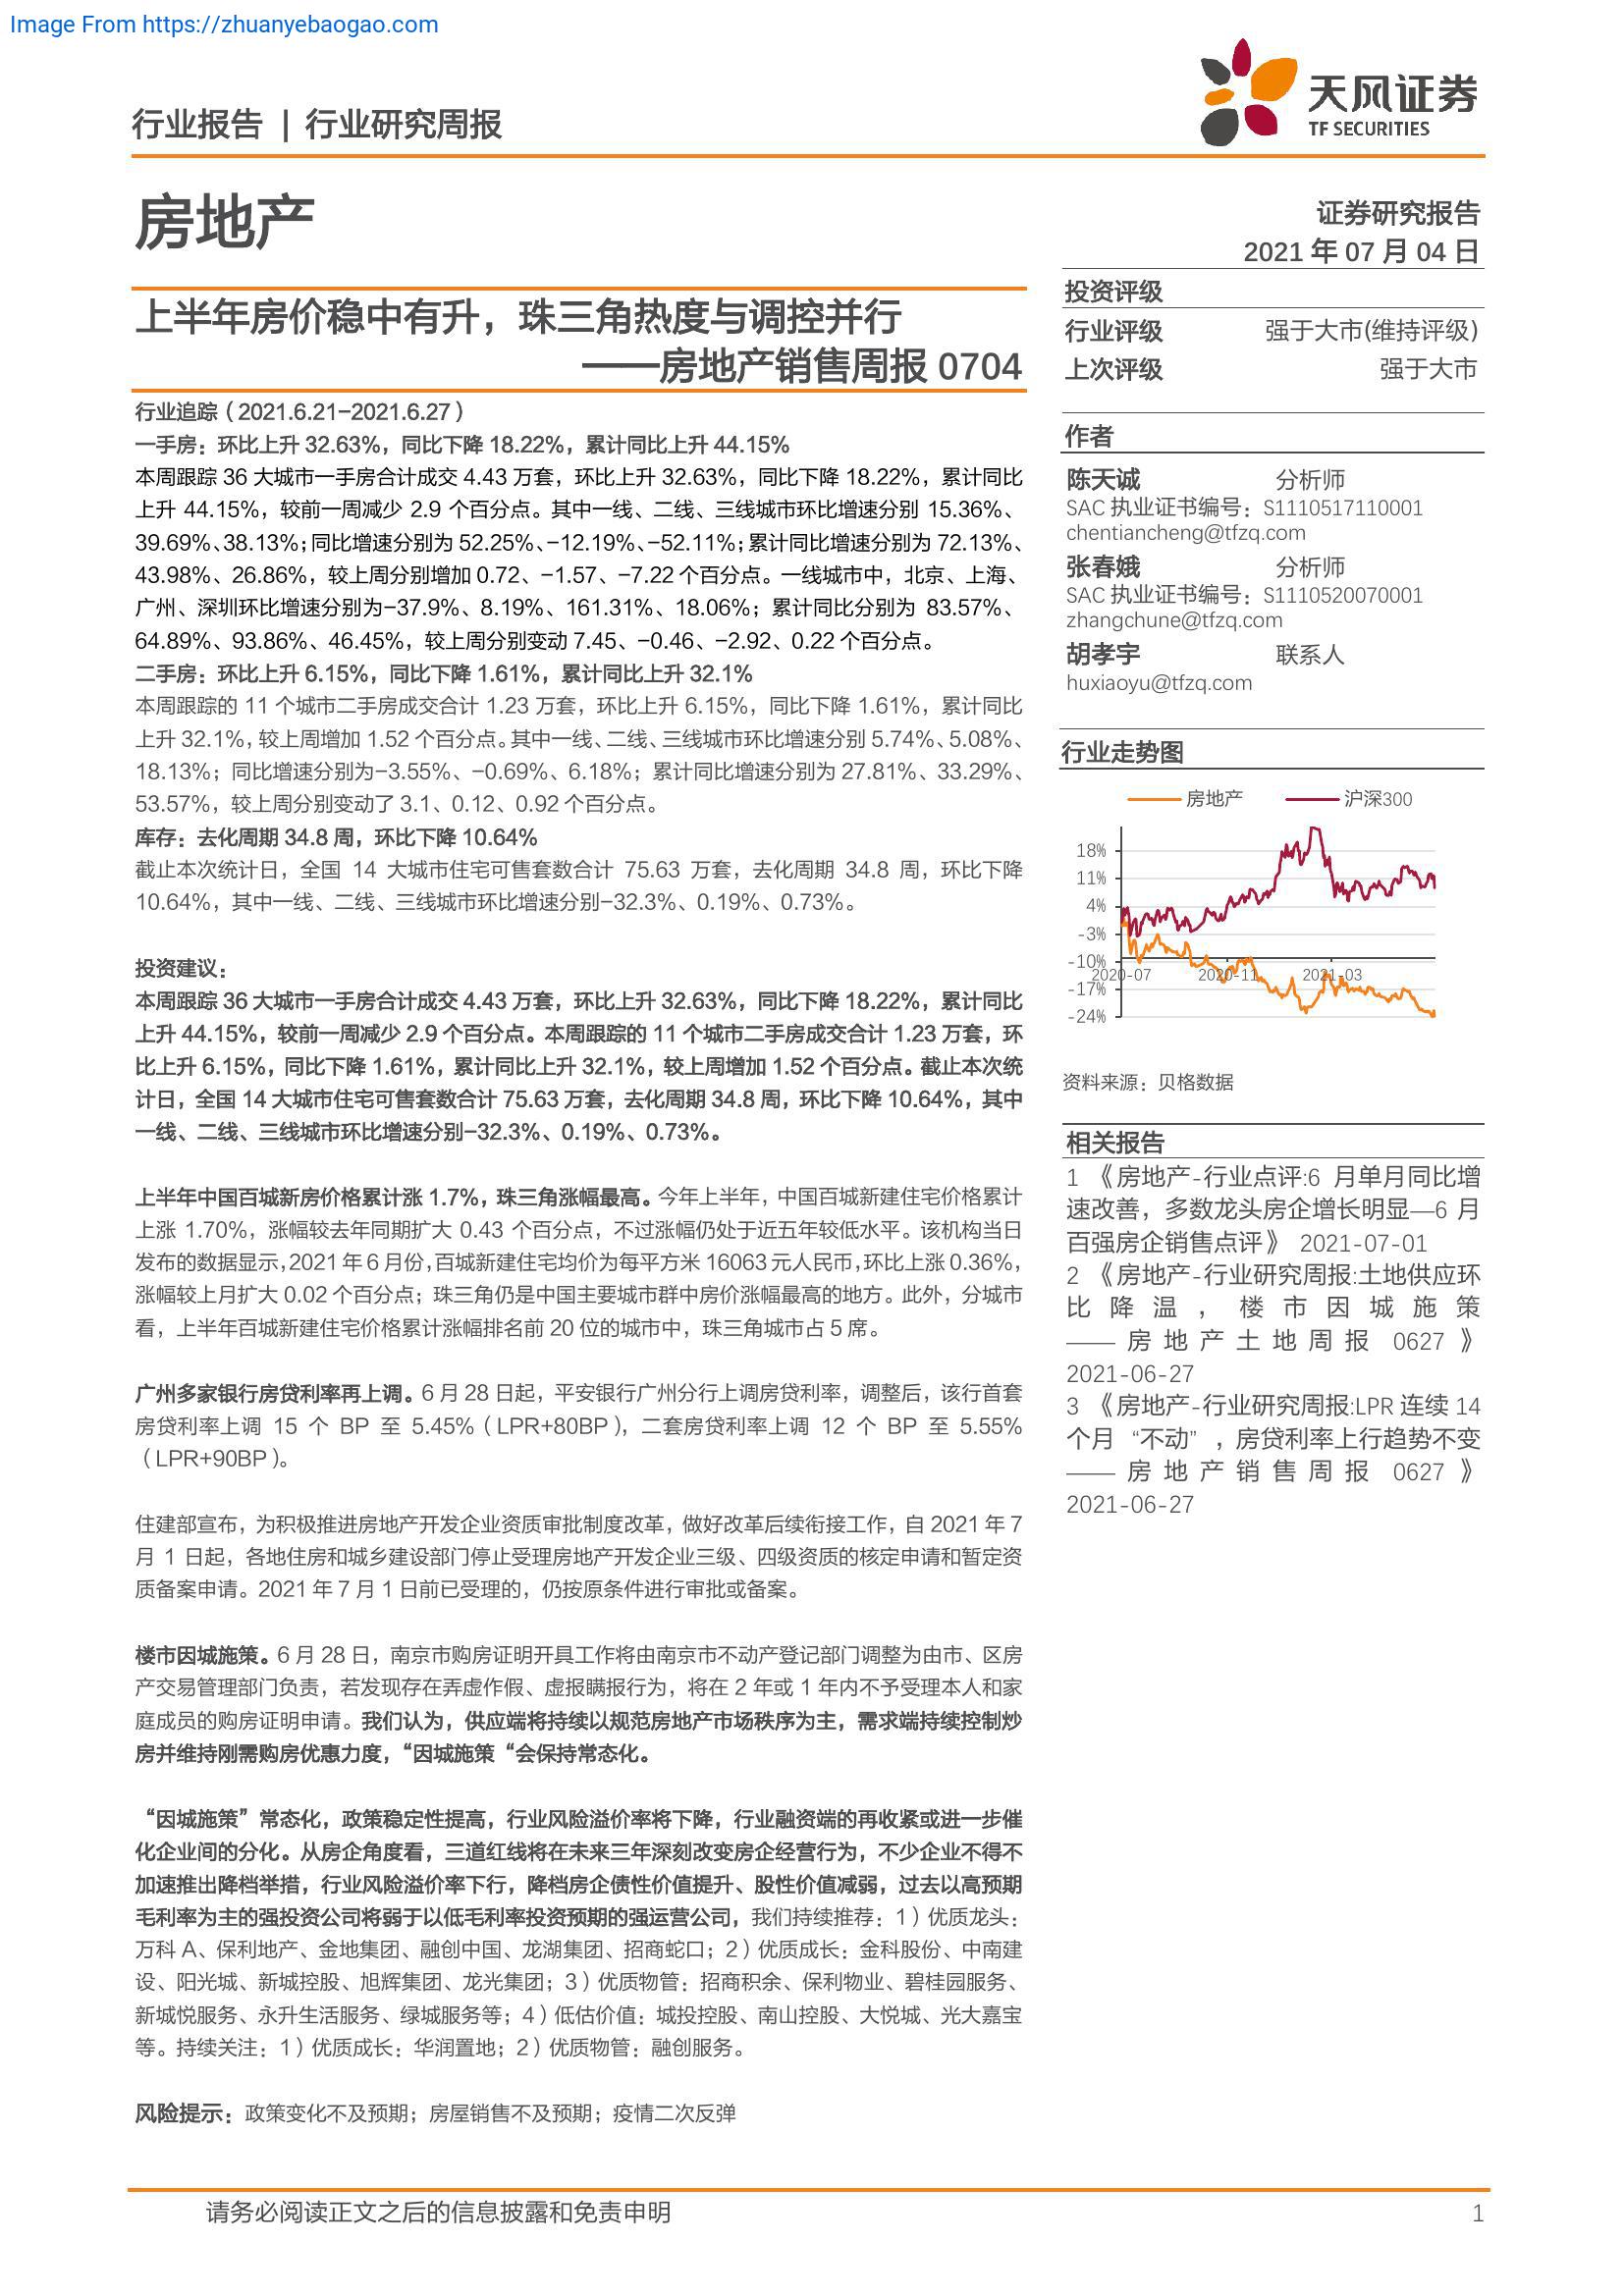 Image From https://zhuanyebaogao.com
行业报告 | 行业研究周报
天风证券
TF SECURITIES
房地产
证券研究报告
2021 年 07 月 04 日
上半年房价稳中有升，珠三角热度与调控并行
——房地产销售周报 0704
行业追踪（2021.6.21-2021.6.27）
一手房：环比上升 32.63%，同比下降 18.22%，累计同比上升 44.15%
本周跟踪 36 大城市一手房合计成交 4.43 万套，环比上升 32.63%，同比下降 18.22%，累计同比
上升 44.15%，较前一周减少 2.9 个百分点。其中一线、二线、三线城市环比增速分别 15.36%、
39.69%、38.13%；同比增速分别为 52.25%、-12.19%、-52.11%；累计同比增速分别为 72.13%、
43.98%、26.86%，较上周分别增加 0.72、-1.57、-7.22 个百分点。一线城市中，北京、上海、
广州、深圳环比增速分别为-37.9%、8.19%、161.31%、18.06%；累计同比分别为 83.57%、
64.89%、93.86%、46.45%，较上周分别变动 7.45、-0.46、-2.92、0.22 个百分点。
二手房：环比上升 6.15%，同比下降 1.61%，累计同比上升 32.1%
本周跟踪的 11 个城市二手房成交合计 1.23 万套，环比上升 6.15%，同比下降 1.61%，累计同比
上升 32.1%，较上周增加 1.52 个百分点。其中一线、二线、三线城市环比增速分别 5.74%、5.08%、
18.13%；同比增速分别为-3.55%、-0.69%、6.18%；累计同比增速分别为 27.81%、33.29%、
53.57%，较上周分别变动了 3.1、0.12、0.92 个百分点。
库存：去化周期 34.8 周，环比下降 10.64%
截止本次统计日，全国 14 大城市住宅可售套数合计 75.63 万套，去化周期 34.8 周，环比下降
10.64%，其中一线、二线、三线城市环比增速分别-32.3%、0.19%、0.73%。
投资建议：
本周跟踪 36 大城市一手房合计成交 4.43 万套，环比上升 32.63%，同比下降 18.22%，累计同比
上升 44.15%，较前一周减少 2.9 个百分点。本周跟踪的 11 个城市二手房成交合计 1.23 万套，环
比上升 6.15%，同比下降 1.61%，累计同比上升 32.1%，较上周增加 1.52 个百分点。截止本次统
计日，全国 14 大城市住宅可售套数合计 75.63 万套，去化周期 34.8 周，环比下降 10.64%，其中
一线、二线、三线城市环比增速分别-32.3%、0.19%、0.73%。
上半年中国百城新房价格累计涨 1.7%，珠三角涨幅最高。今年上半年，中国百城新建住宅价格累计
上涨 1.70%，涨幅较去年同期扩大 0.43 个百分点，不过涨幅仍处于近五年较低水平。该机构当日
发布的数据显示，2021 年 6 月份，百城新建住宅均价为每平方米 16063 元人民币，环比上涨 0.36%，
涨幅较上月扩大 0.02 个百分点；珠三角仍是中国主要城市群中房价涨幅最高的地方。此外，分城市
看，上半年百城新建住宅价格累计涨幅排名前 20 位的城市中，珠三角城市占 5 席。
广州多家银行房贷利率再上调。6 月 28 日起，平安银行广州分行上调房贷利率，调整后，该行首套
房贷利率上调 15 个 BP 至 5.45%（LPR+80BP），二套房贷利率上调 12 个 BP 至 5.55%
（LPR+90BP）。
住建部宣布，为积极推进房地产开发企业资质审批制度改革，做好改革后续衔接工作，自 2021 年 7
月 1 日起，各地住房和城乡建设部门停止受理房地产开发企业三级、四级资质的核定申请和暂定资
质备案申请。2021 年 7 月 1 日前已受理的，仍按原条件进行审批或备案。
楼市因城施策。6 月 28 日，南京市购房证明开具工作将由南京市不动产登记部门调整为由市、区房
产交易管理部门负责，若发现存在弄虚作假、虚报瞒报行为，将在 2 年或 1 年内不予受理本人和家
庭成员的购房证明申请。我们认为，供应端将持续以规范房地产市场秩序为主，需求端持续控制炒
房并维持刚需购房优惠力度，“因城施策“会保持常态化。
“因城施策”常态化，政策稳定性提高，行业风险溢价率将下降，行业融资端的再收紧或进一步催
化企业间的分化。从房企角度看，三道红线将在未来三年深刻改变房企经营行为，不少企业不得不
加速推出降档举措，行业风险溢价率下行，降档房企债性价值提升、股性价值减弱，过去以高预期
毛利率为主的强投资公司将弱于以低毛利率投资预期的强运营公司，我们持续推荐：1）优质龙头：
万科 A、保利地产、金地集团、融创中国、龙湖集团、招商蛇口；2）优质成长：金科股份、中南建
设、阳光城、新城控股、旭辉集团、龙光集团；3）优质物管：招商积余、保利物业、碧桂园服务、
新城悦服务、永升生活服务、绿城服务等；4）低估价值：城投控股、南山控股、大悦城、光大嘉宝
等。持续关注：1）优质成长：华润置地；2）优质物管：融创服务。
风险提示：政策变化不及预期；房屋销售不及预期；疫情二次反弹
投资评级
行业评级 强于大市(维持评级)
上次评级 强于大市
作者
陈天诚 分析师
SAC 执业证书编号：S1110517110001
chentiancheng@tfzq.com
张春娥 分析师
SAC 执业证书编号：S1110520070001
zhangchune@tfzq.com
胡孝宇 联系人
huxiaoyu@tfzq.com
行业走势图
房地产 沪深300
18%
11%
4%
-3%
-10%
-17%
-24%
2020-07 2020-11 2021-03
资料来源：贝格数据
相关报告
1 《房地产-行业点评:6 月单月同比增
速改善，多数龙头房企增长明显—6 月
百强房企销售点评》 2021-07-01
2 《房地产-行业研究周报:土地供应环
比降温，楼市因城施策
——房地产土地周报 0627》
2021-06-27
3 《房地产-行业研究周报:LPR 连续 14
个月“不动”，房贷利率上行趋势不变
——房地产销售周报 0627》
2021-06-27
请务必阅读正文之后的信息披露和免责申明 1